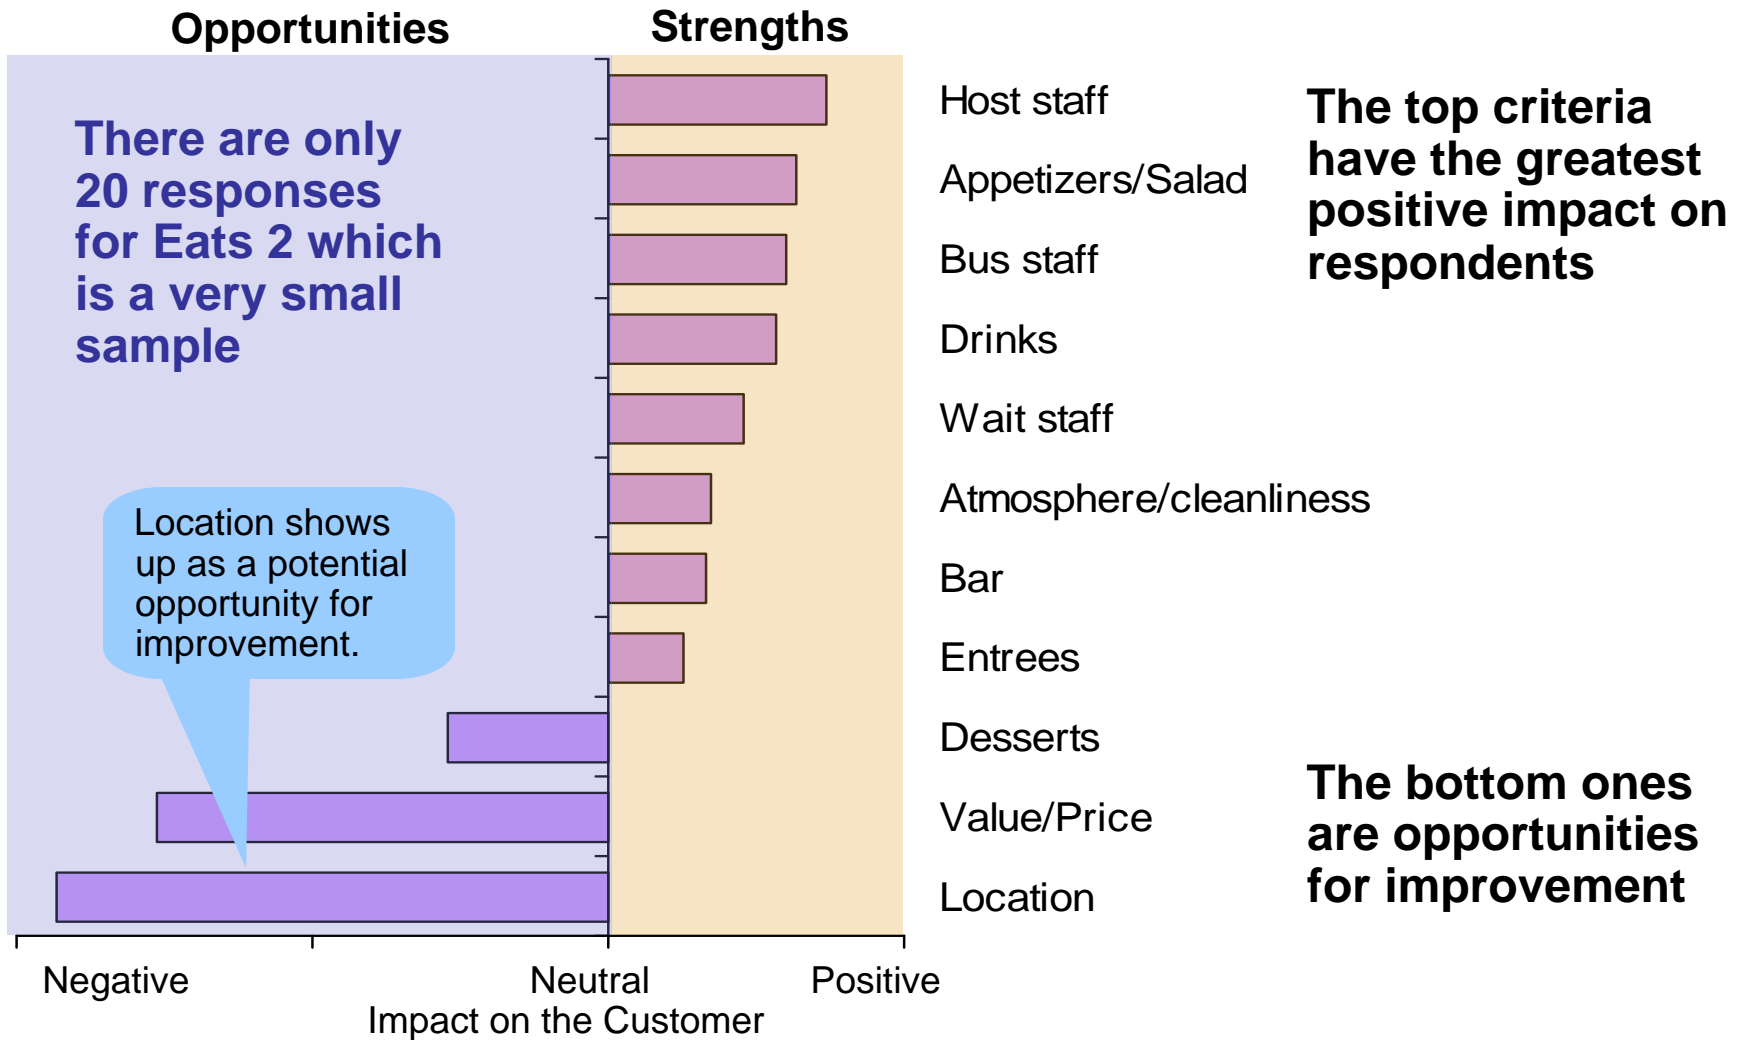 Opportunities
Strengths
There are only
20 responses
for Eats 2 which
is a very small
sample
Location shows
up as a potential
opportunity for
improvement.
Host staff
Appetizers/Salad
Bus staff
Drinks
Wait staff
Atmosphere/cleanliness
Bar
Entrees
Desserts
Value/Price
Location
The top criteria
have the greatest
positive impact on
respondents
The bottom ones
are opportunities
for improvement
Negative
Neutral
Positive
Impact on the Customer